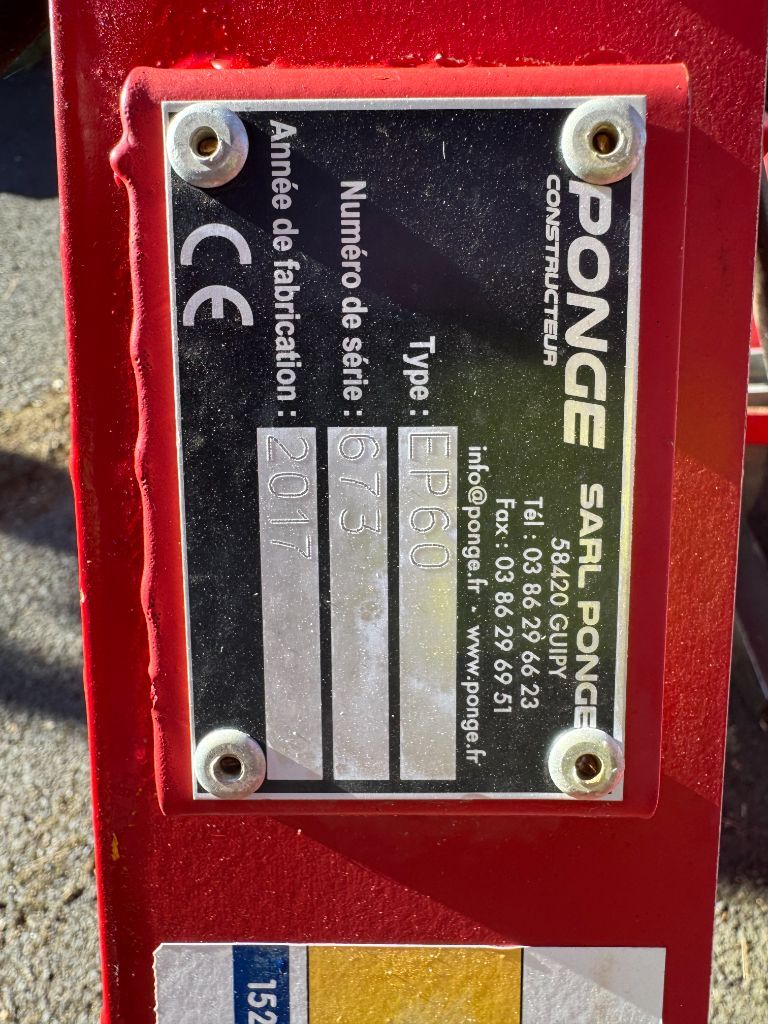 PONGE
CONSTRUCTEUR
SARL PONGE
58420 GUIPY
Tél : 03 86 29 66 23
Fax : 03 86 29 69 51
info@ponge.fr - www.ponge.fr
Type : EP60
Numéro de série : 673
Année de fabrication : 2017
CE
152